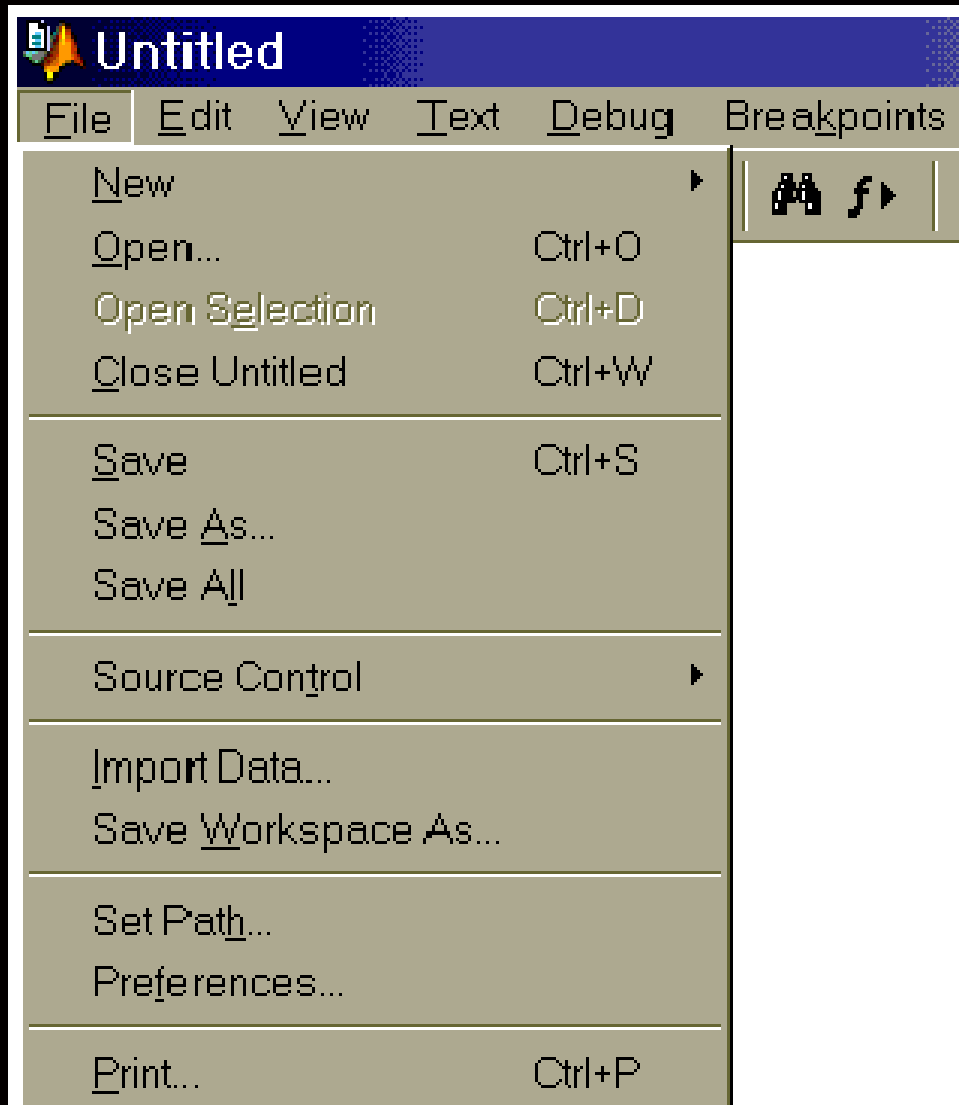 Untitled
File Edit View Text Debug Breakpoints
New
Open... Ctrl+O
Open Selection Ctrl+D
Close Untitled Ctrl+W
Save Ctrl+S
Save As...
Save All
Source Control
Import Data...
Save Workspace As...
Set Path...
Preferences...
Print... Ctrl+P